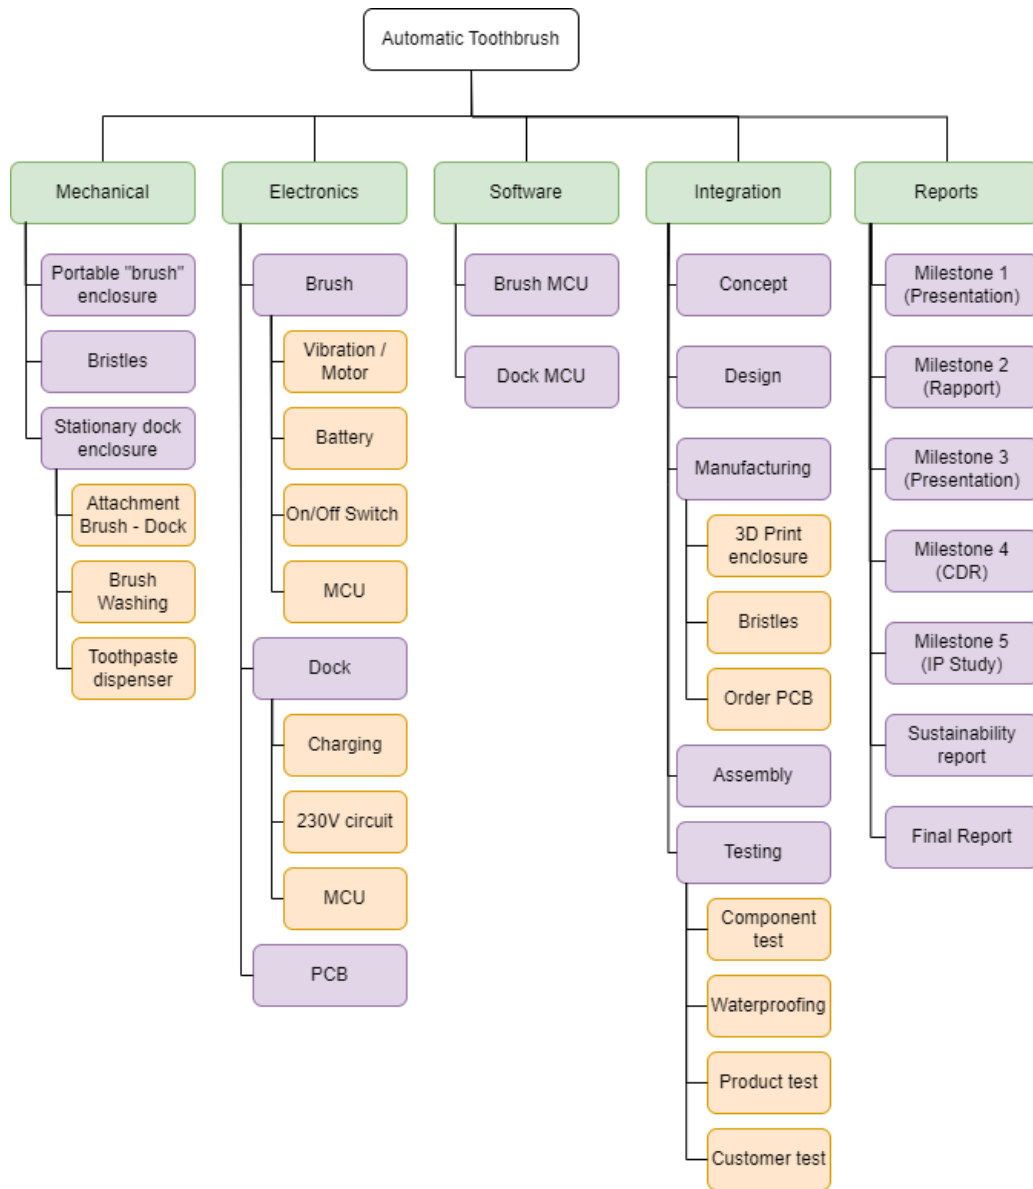 Automatic Toothbrush
Mechanical
Portable "brush"
enclosure
Bristles
Stationary dock
enclosure
Attachment
Brush - Dock
Brush
Washing
Toothpaste
dispenser
Electronics
Brush
Vibration /
Motor
Battery
On/Off Switch
MCU
Dock
Charging
230V circuit
MCU
PCB
Software
Brush MCU
Dock MCU
Integration
Concept
Design
Manufacturing
3D Print
enclosure
Bristles
Order PCB
Assembly
Testing
Component
test
Waterproofing
Product test
Customer test
Reports
Milestone 1
(Presentation)
Milestone 2
(Rapport)
Milestone 3
(Presentation)
Milestone 4
(CDR)
Milestone 5
(IP Study)
Sustainability
report
Final Report